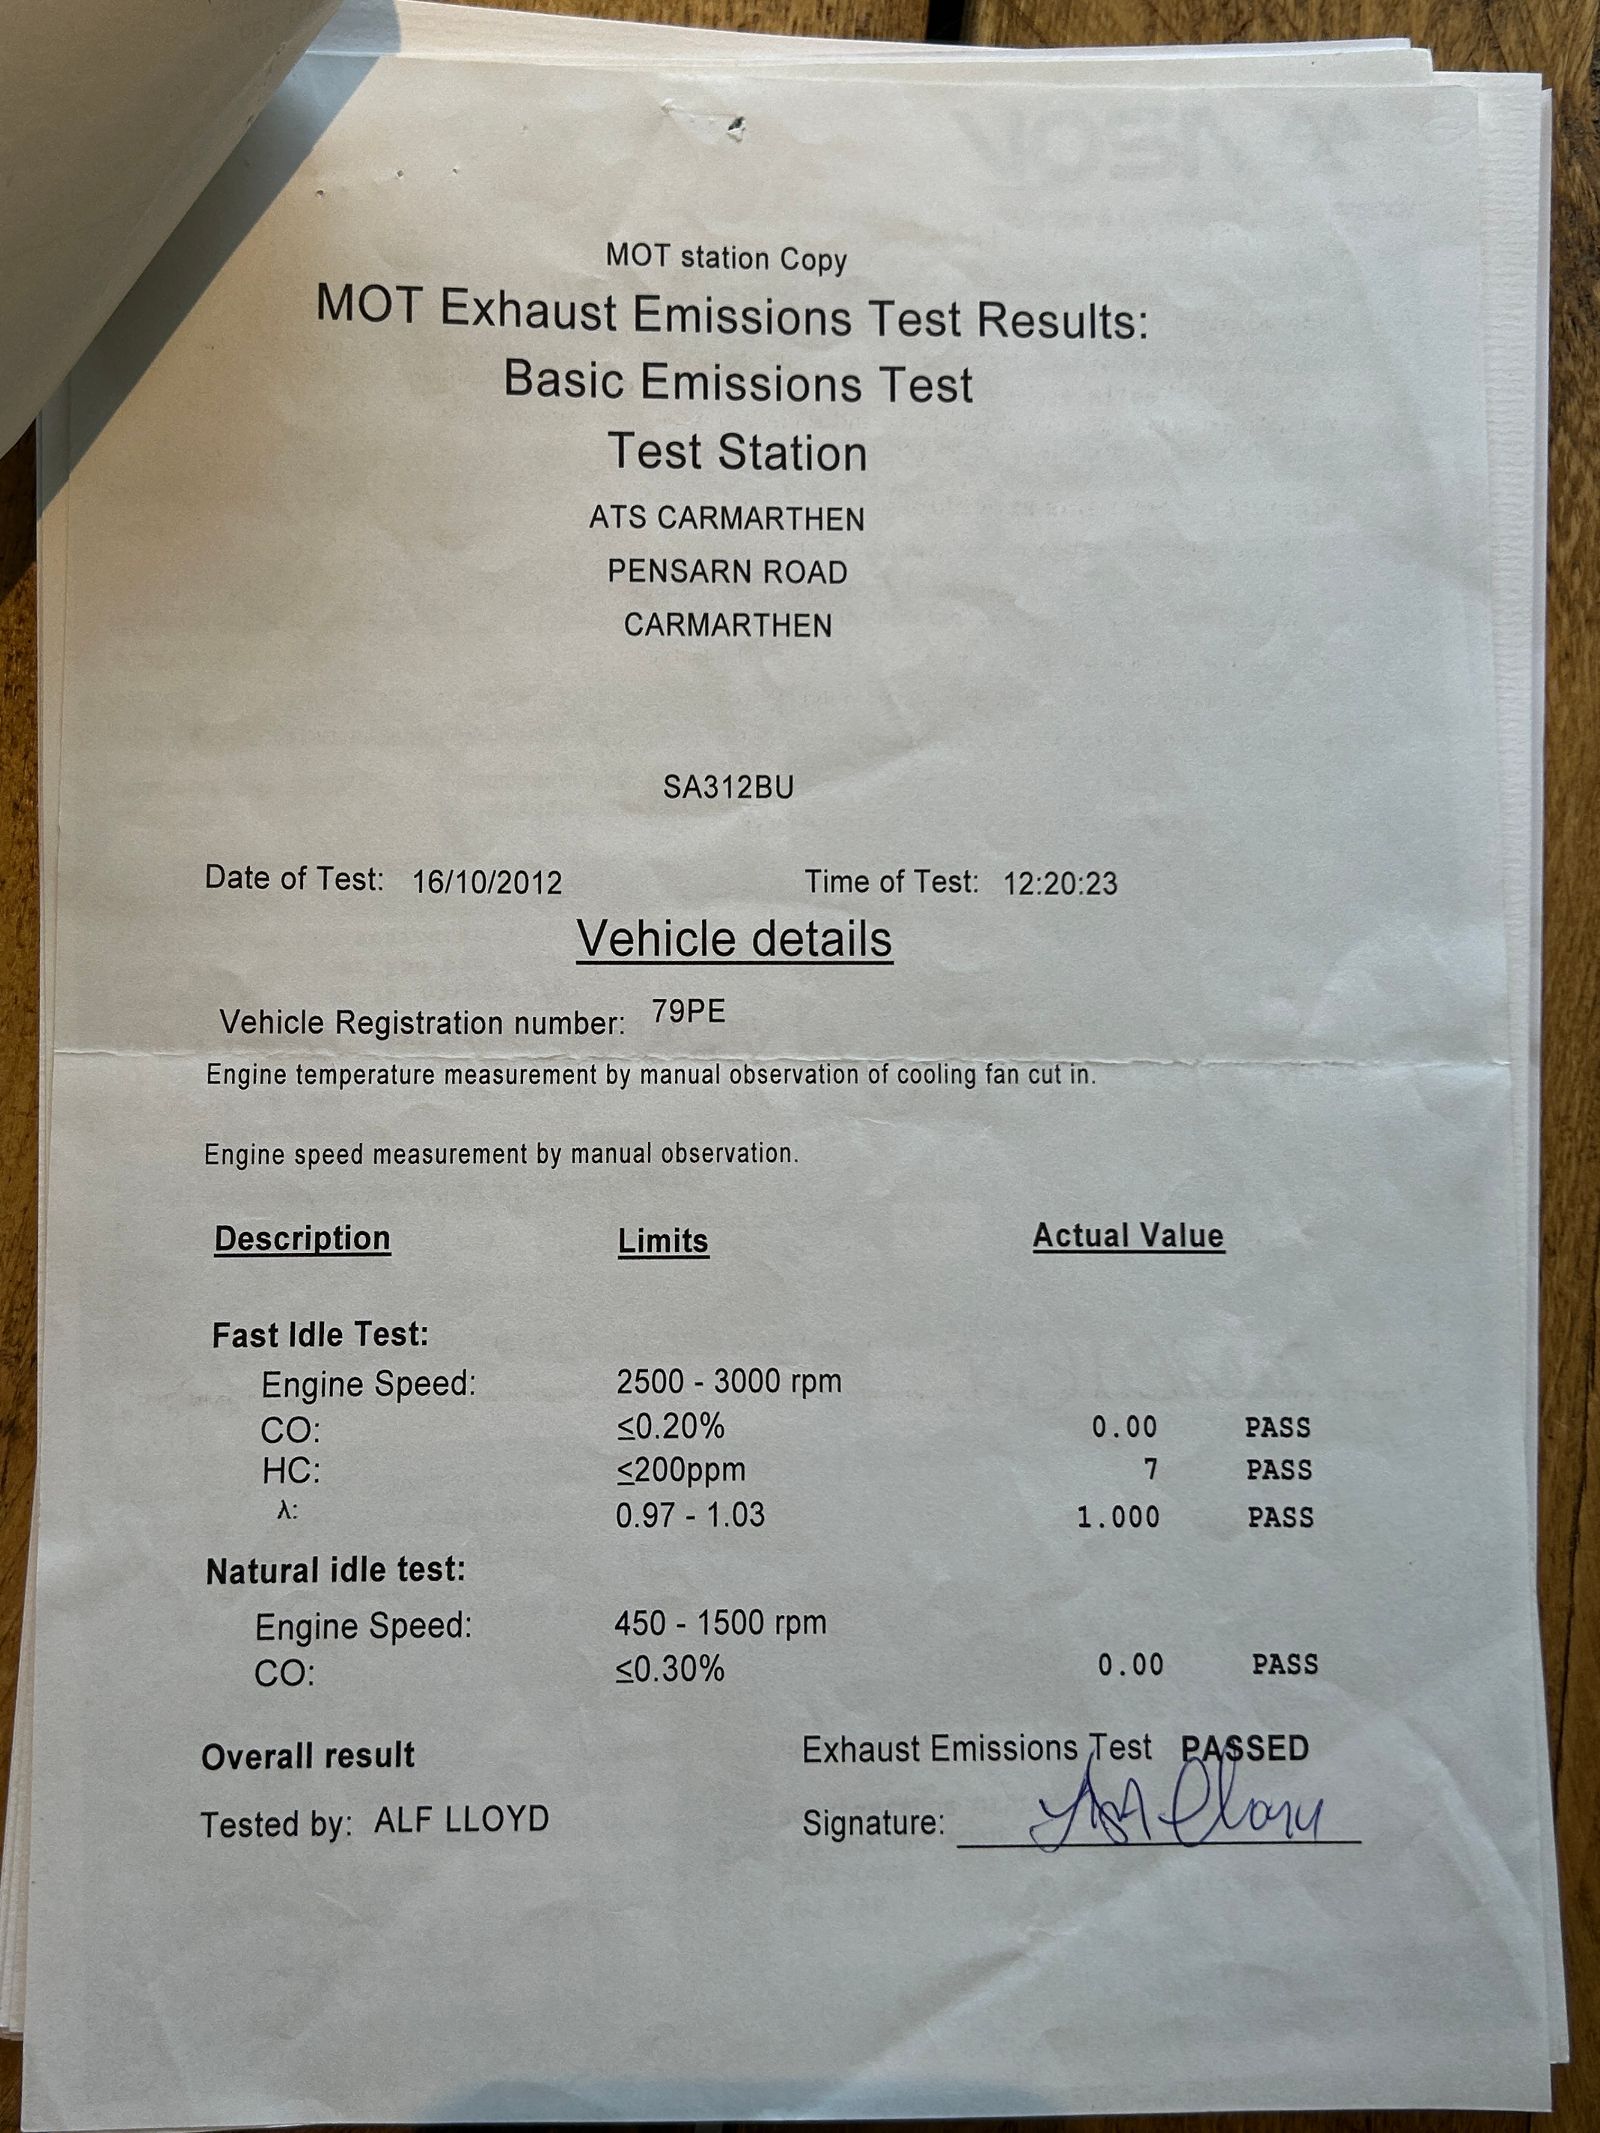 MOT station Copy
MOT Exhaust Emissions Test Results:
Basic Emissions Test
Test Station
ATS CARMARTHEN
PENSARN ROAD
CARMARTHEN
SA312BU
Date of Test: 16/10/2012 Time of Test: 12:20:23
Vehicle details
Vehicle Registration number: 79PE
Engine temperature measurement by manual observation of cooling fan cut in.
Engine speed measurement by manual observation.
Description Limits Actual Value
Fast Idle Test:
Engine Speed: 2500 - 3000 rpm
CO: ≤0.20% 0.00 PASS
HC: ≤200ppm 7 PASS
λ: 0.97 - 1.03 1.000 PASS
Natural idle test:
Engine Speed: 450 - 1500 rpm
CO: ≤0.30% 0.00 PASS
Overall result Exhaust Emissions Test PASSED
Tested by: ALF LLOYD Signature: